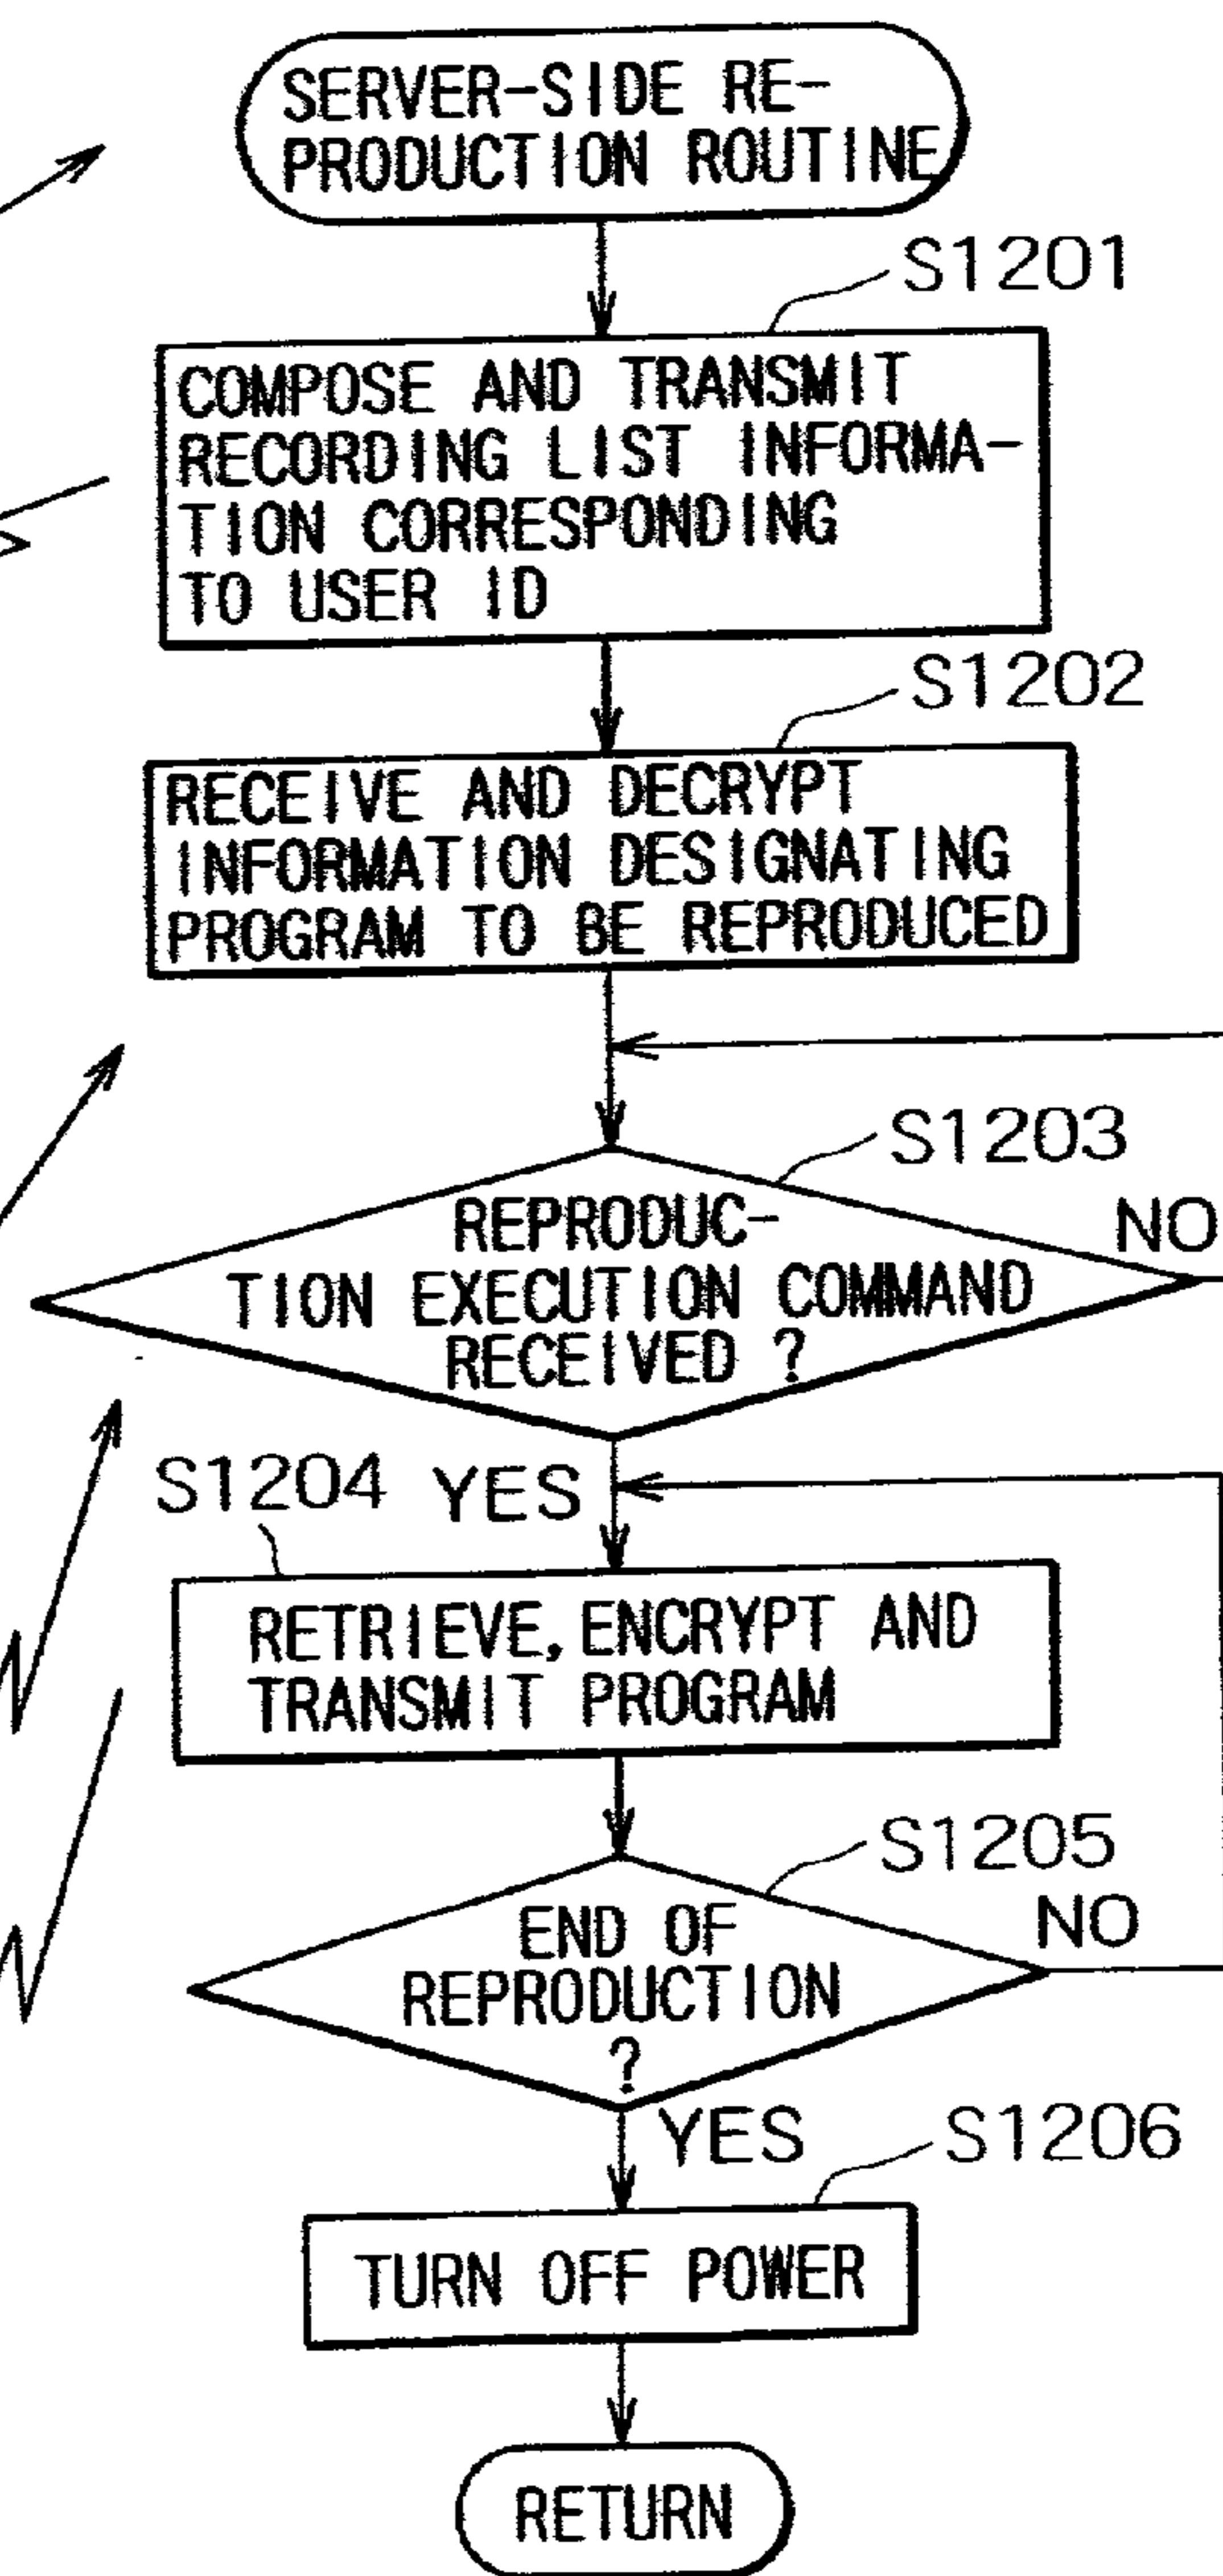 SERVER-SIDE RE-
PRODUCTION ROUTINE
S1201
COMPOSE AND TRANSMIT
RECORDING LIST INFORMA-
TION CORRESPONDING
TO USER ID
S1202
RECEIVE AND DECRYPT
INFORMATION DESIGNATING
PROGRAM TO BE REPRODUCED
S1203
REPRODUC-
TION EXECUTION COMMAND
RECEIVED ?
NO
S1204
YES
RETRIEVE, ENCRYPT AND
TRANSMIT PROGRAM
S1205
END OF
REPRODUCTION
?
NO
YES
S1206
TURN OFF POWER
RETURN